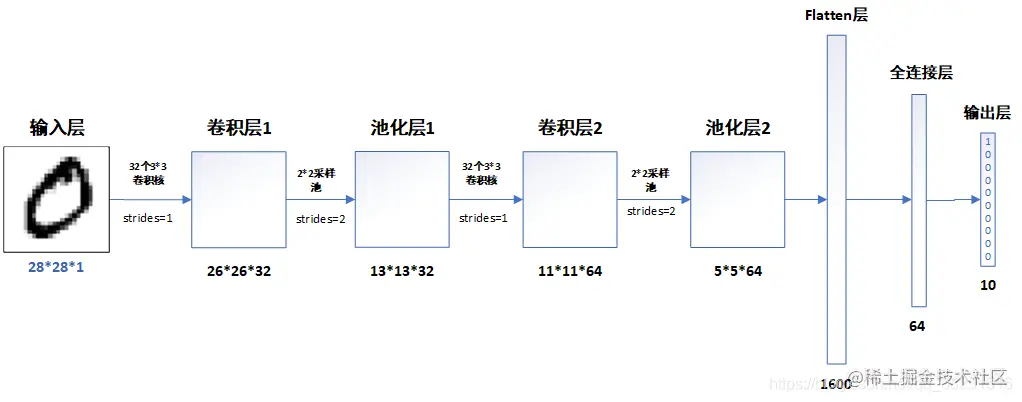 Flatten层
全连接层
输出层
输入层
卷积层1
池化层1
卷积层2
池化层2
32个3*3
卷积核
strides=1
2*2采样
池
strides=2
32个3*3
卷积核
strides=1
2*2采样
池
strides=2
1
0
0
0
0
0
0
0
0
0
28*28*1
26*26*32
13*13*32
11*11*64
5*5*64
10
64
1600
@稀土掘金技术社区